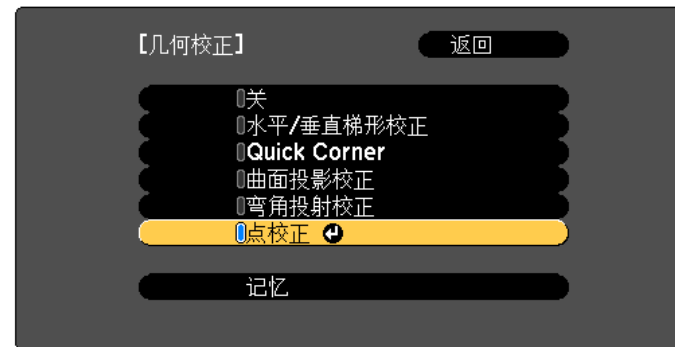 【几何校正】 返回
关
水平/垂直梯形校正
Quick Corner
曲面投影校正
弯角投射校正
点校正
记忆